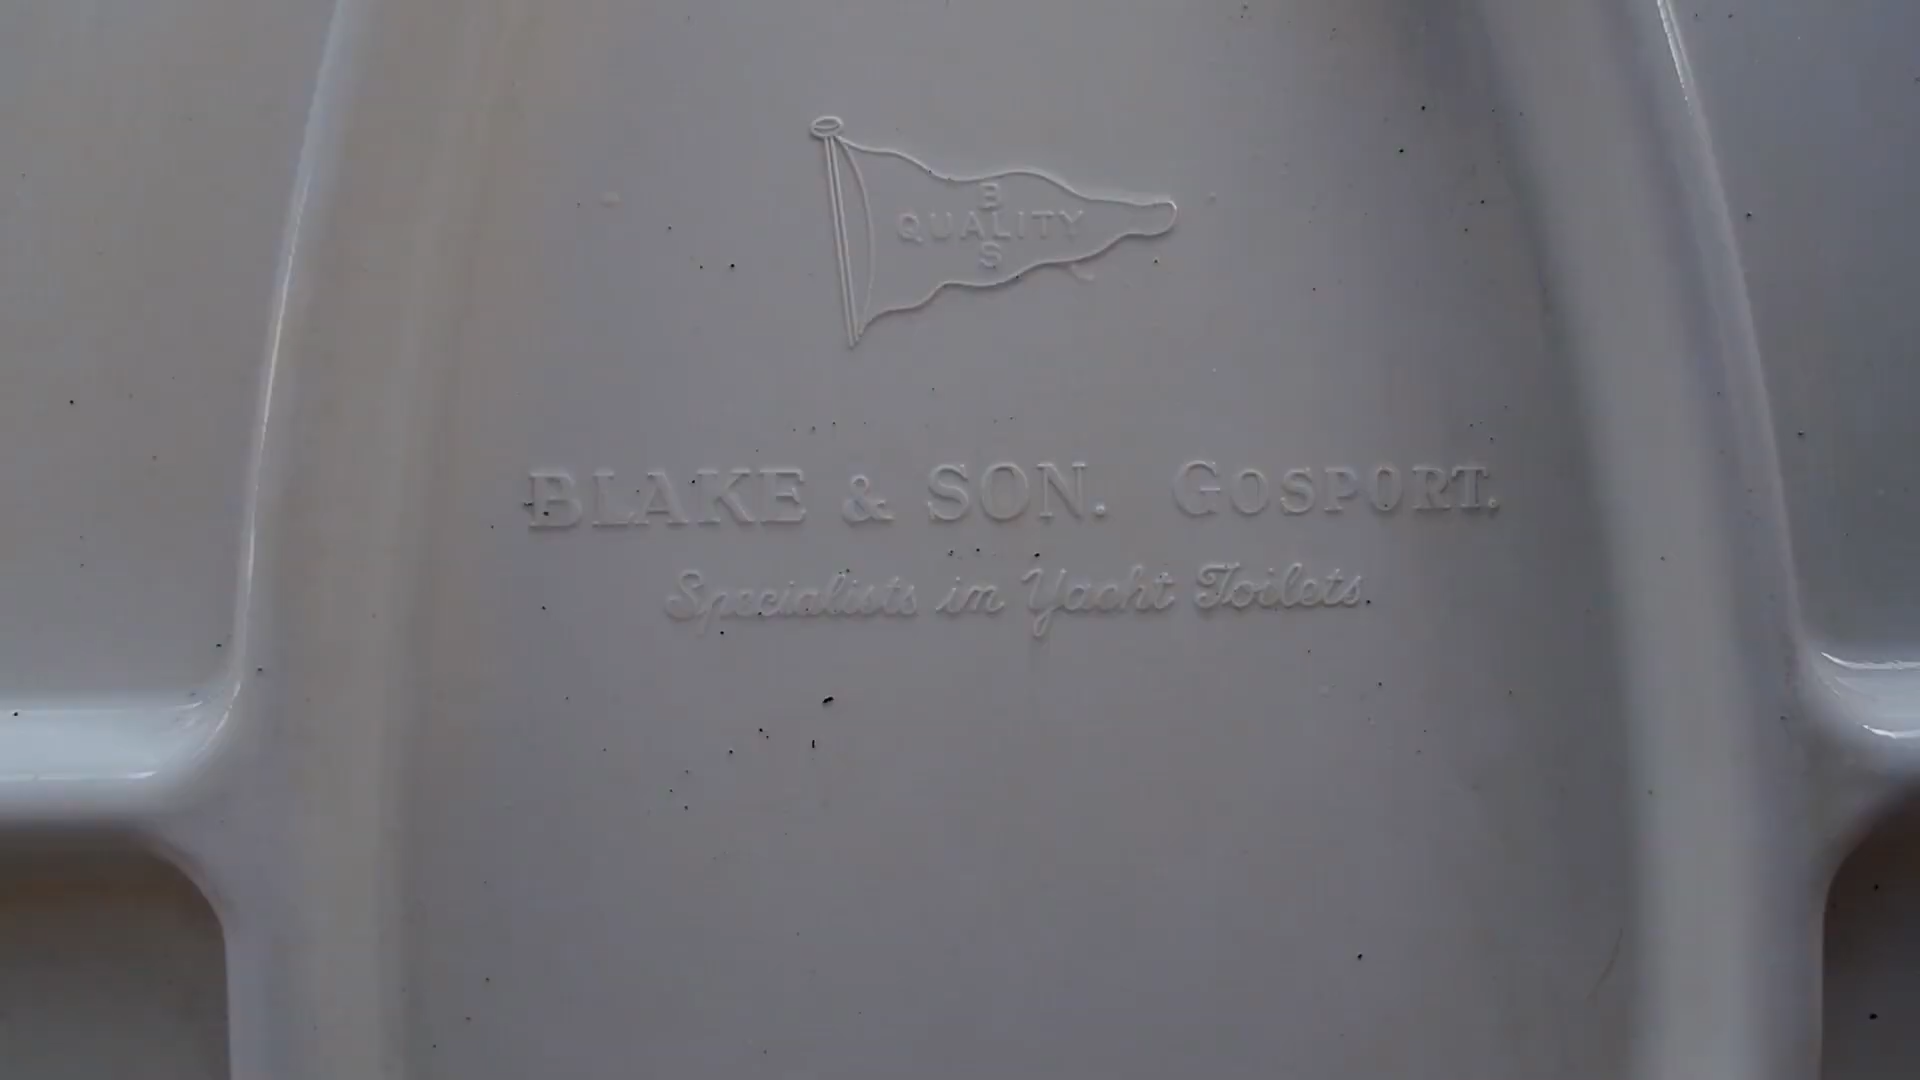 B
QUALITY
S
BLAKE & SON. GOSPORT.
Specialists in Yacht Toilets